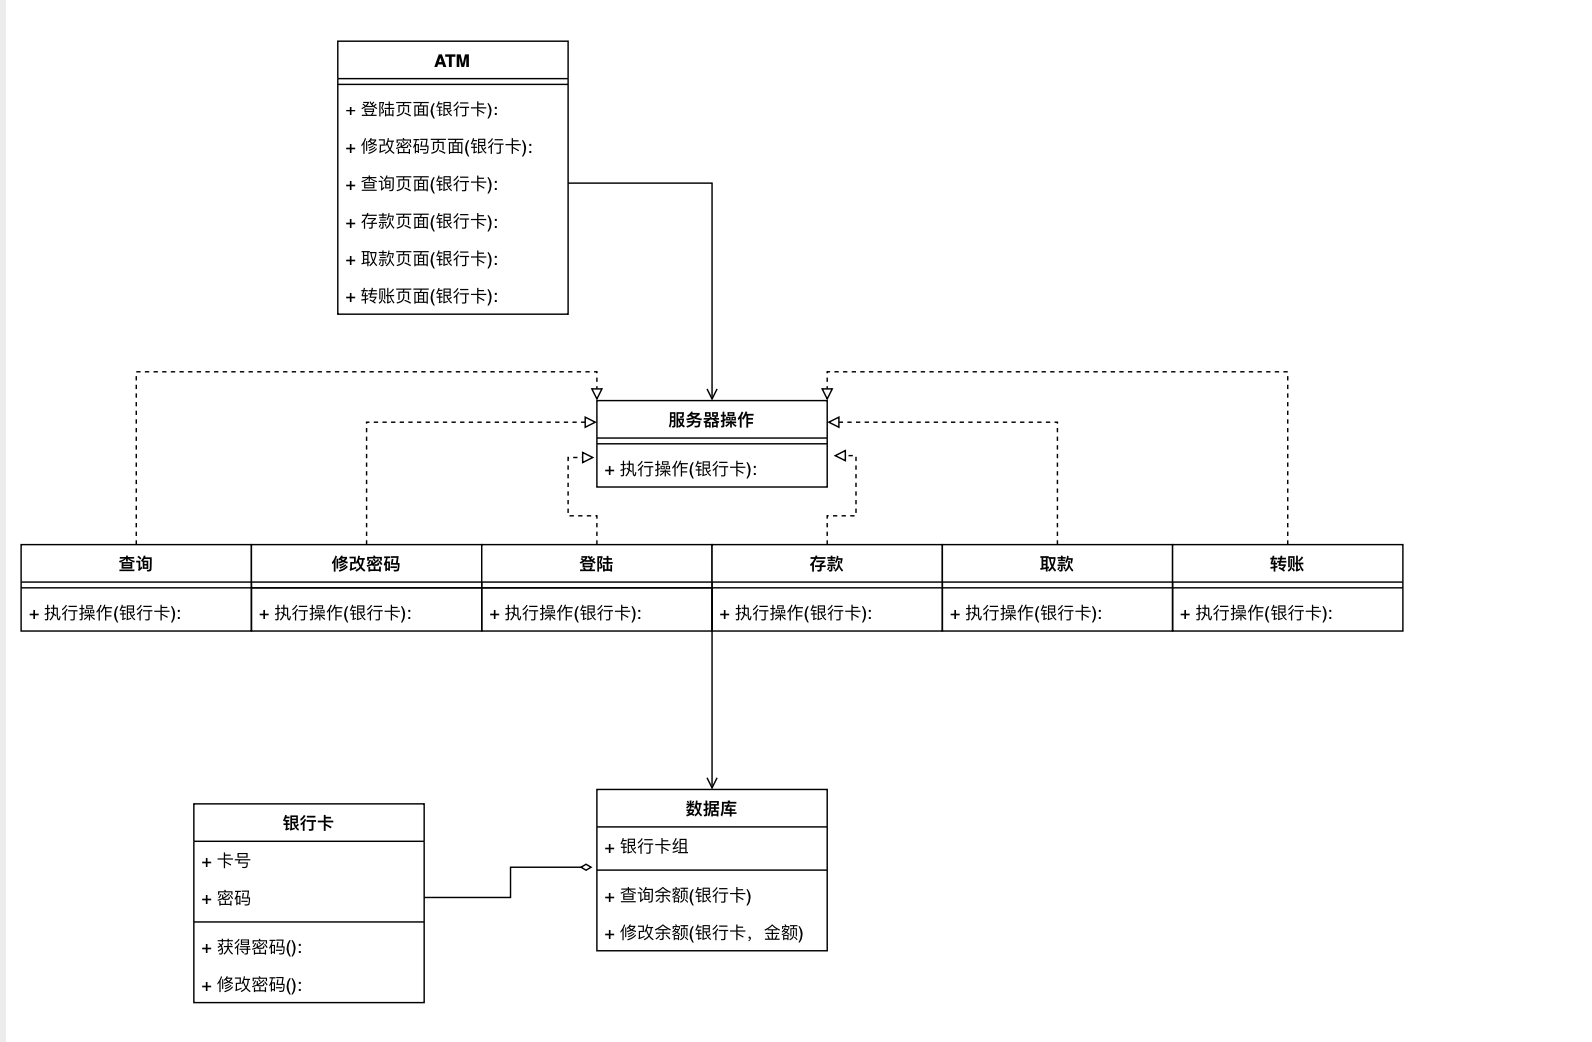 ATM
+ 登陆页面(银行卡):
+ 修改密码页面(银行卡):
+ 查询页面(银行卡):
+ 存款页面(银行卡):
+ 取款页面(银行卡):
+ 转账页面(银行卡):
服务器操作
+ 执行操作(银行卡):
查询
+ 执行操作(银行卡):
修改密码
+ 执行操作(银行卡):
登陆
+ 执行操作(银行卡):
存款
+ 执行操作(银行卡):
取款
+ 执行操作(银行卡):
转账
+ 执行操作(银行卡):
银行卡
+ 卡号
+ 密码
+ 获得密码():
+ 修改密码():
数据库
+ 银行卡组
+ 查询余额(银行卡)
+ 修改余额(银行卡，金额)